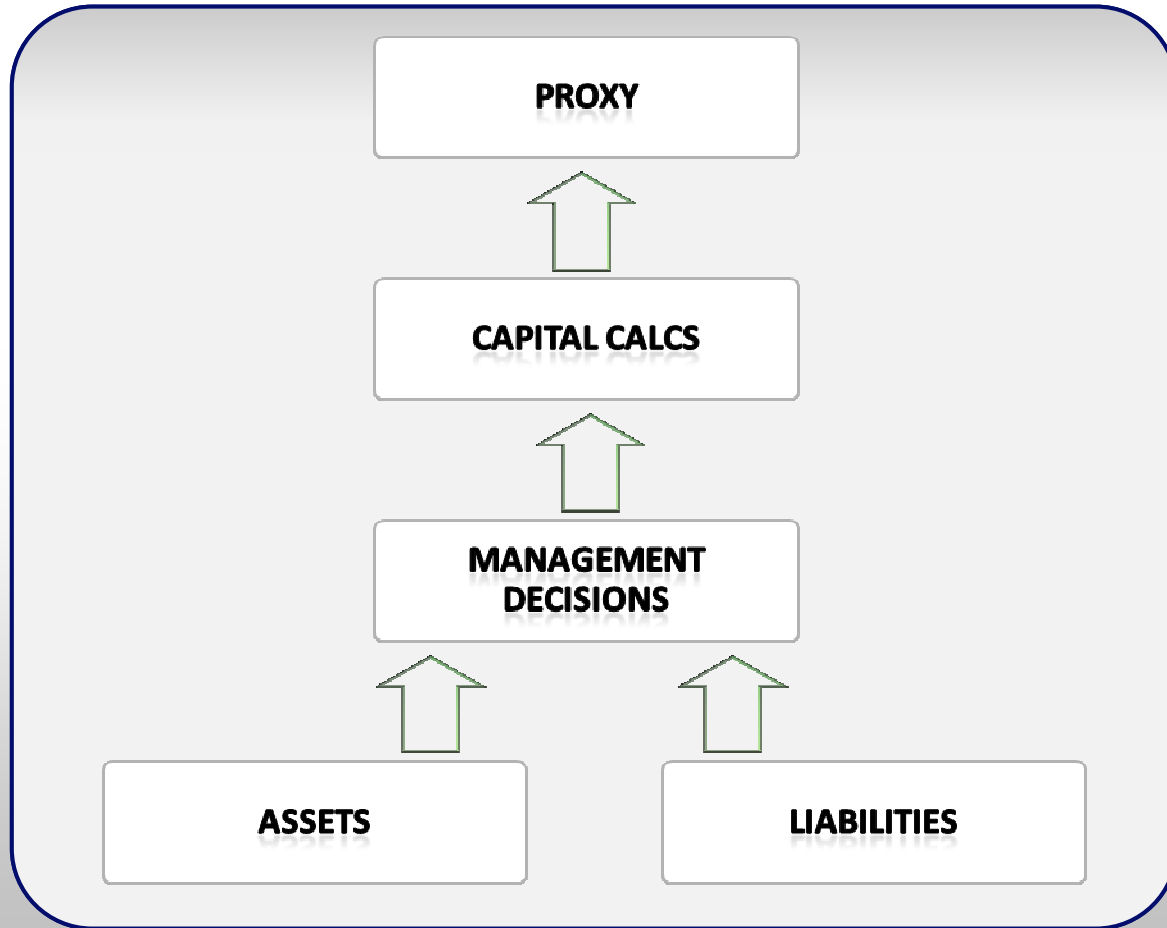 PROXY
CAPITAL CALCS
MANAGEMENT
DECISIONS
ASSETS
LIABILITIES